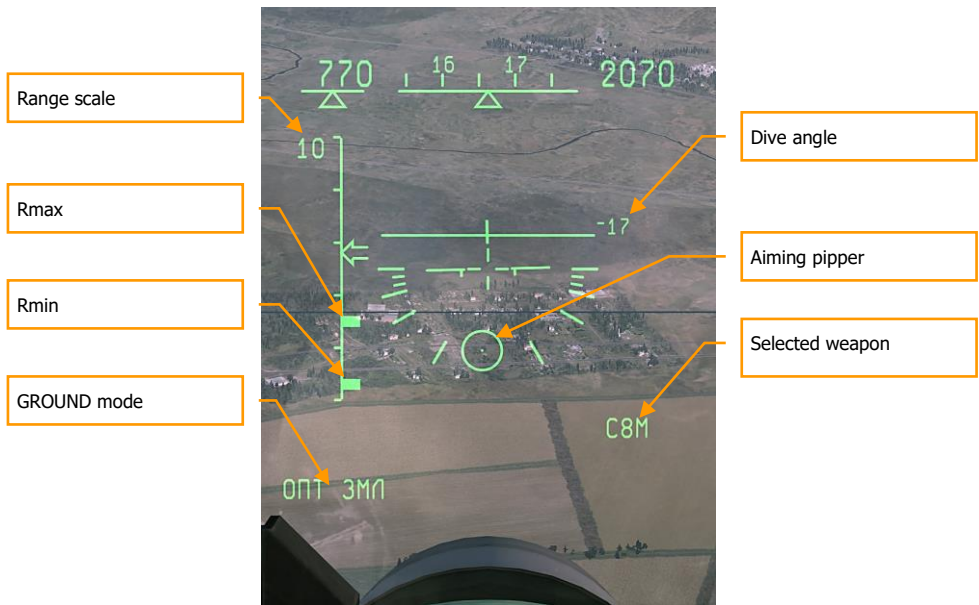 770 16 17 2070
Range scale
10
Dive angle
-17
Rmax
Aiming pipper
Rmin
Selected weapon
GROUND mode
С8М
ОПТ ЗМЛ